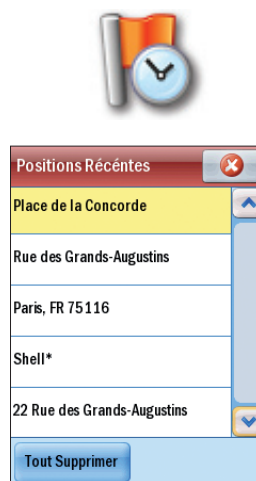 Positions Récéntes
Place de la Concorde
Rue des Grands-Augustins
Paris, FR 75116
Shell*
22 Rue des Grands-Augustins
Tout Supprimer